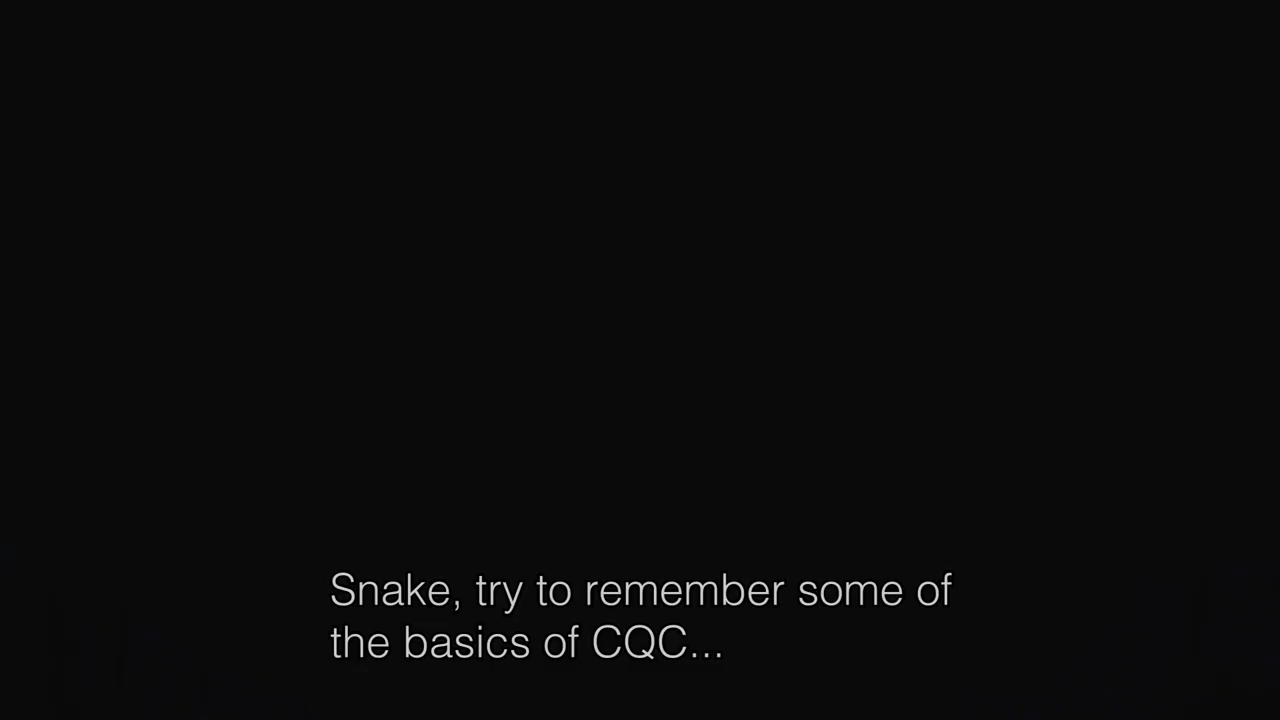 Snake, try to remember some of
the basics of CQC...